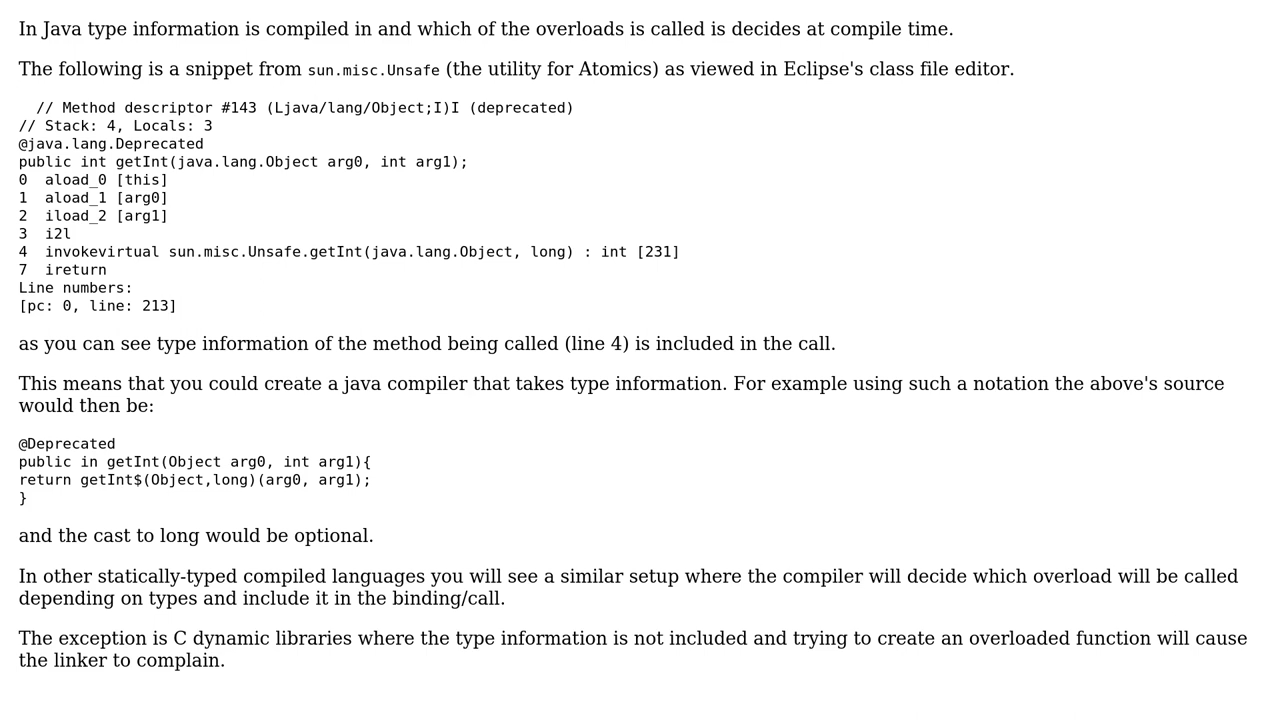 In Java type information is compiled in and which of the overloads is called is decides at compile time.
The following is a snippet from sun.misc.Unsafe (the utility for Atomics) as viewed in Eclipse's class file editor.
// Method descriptor #143 (Ljava/lang/Object;I)I (deprecated)
// Stack: 4, Locals: 3
@java.lang.Deprecated
public int getInt(java.lang.Object arg0, int arg1);
0  aload_0 [this]
1  aload_1 [arg0]
2  iload_2 [arg1]
3  i2l
4  invokevirtual sun.misc.Unsafe.getInt(java.lang.Object, long) : int [231]
7  ireturn
Line numbers:
[pc: 0, line: 213]
as you can see type information of the method being called (line 4) is included in the call.
This means that you could create a java compiler that takes type information. For example using such a notation the above's source
would then be:
@Deprecated
public in getInt(Object arg0, int arg1){
return getInt$(Object,long)(arg0, arg1);
}
and the cast to long would be optional.
In other statically-typed compiled languages you will see a similar setup where the compiler will decide which overload will be called
depending on types and include it in the binding/call.
The exception is C dynamic libraries where the type information is not included and trying to create an overloaded function will cause
the linker to complain.